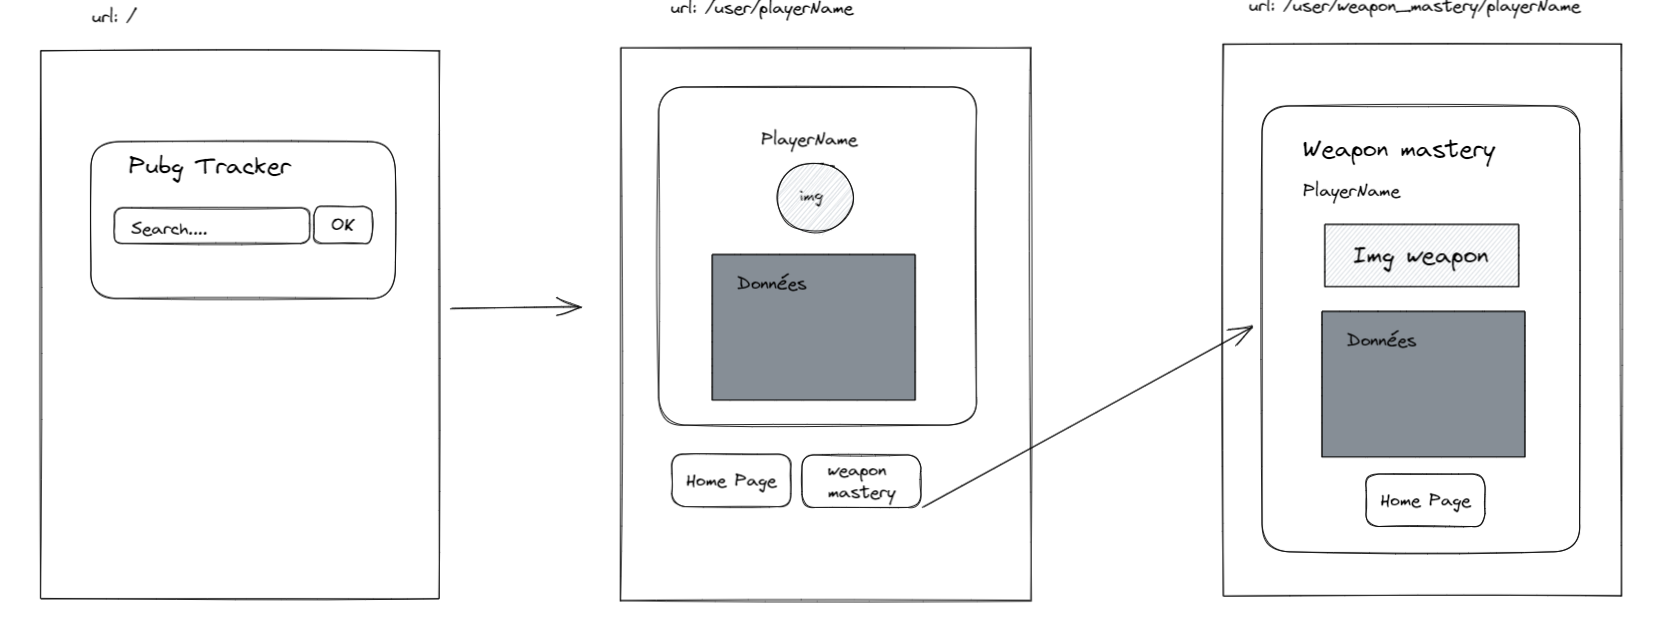 url: /
Pubg Tracker
Search....
OK
url: /user/playerName
PlayerName
img
Données
Home Page
weapon
mastery
url: /user/weapon_mastery/playerName
Weapon mastery
PlayerName
Img weapon
Données
Home Page